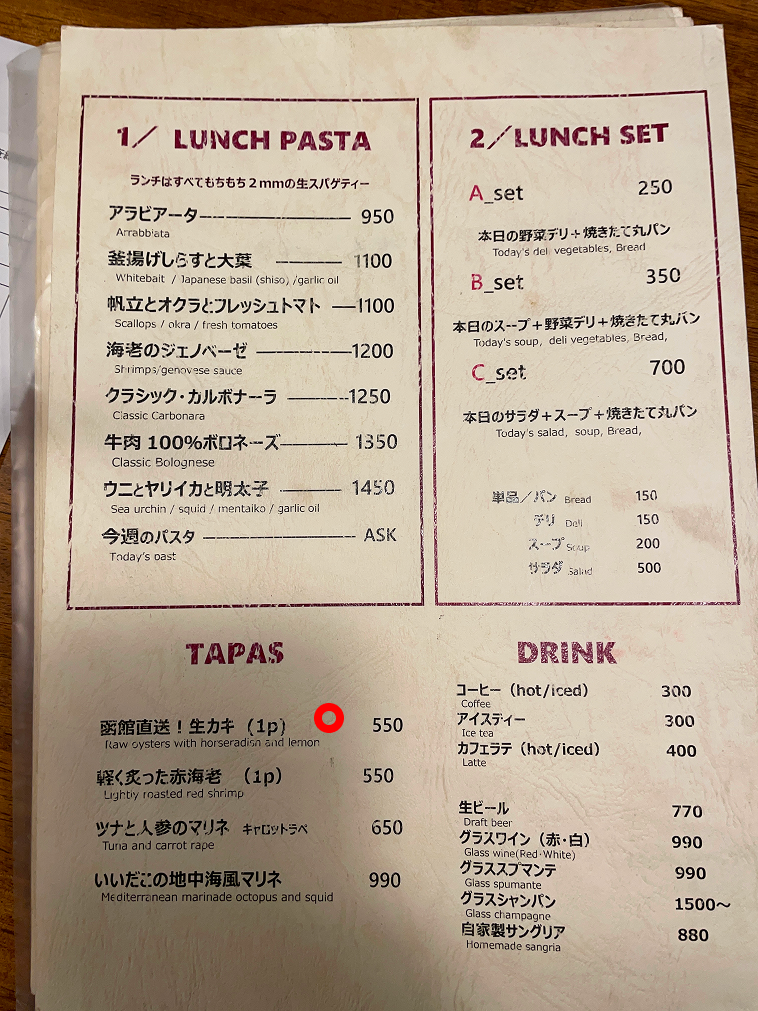 1/ LUNCH PASTA
ランチはすべてもちもち2mmの生スパゲティー
アラビアータ 950
Arrabbiata
釜揚げしらすと大葉 1100
Whitebait / Japanese basil (shiso) /garlic oil
帆立とオクラとフレッシュトマト 1100
Scallops / okra / fresh tomatoes
海老のジェノベーゼ 1200
Shrimps/genovese sauce
クラシック・カルボナーラ 1250
Classic Carbonara
牛肉 100%ボロネーズ 1350
Classic Bolognese
ウニとヤリイカと明太子 1450
Sea urchin / squid / mentaiko / garlic oil
今週のパスタ ASK
Today's past
2/LUNCH SET
A_set 250
本日の野菜デリ+焼きたて丸パン
Today's deli vegetables, Bread
B_set 350
本日のスープ+野菜デリ+焼きたて丸パン
Today's soup, deli vegetables, Bread,
C_set 700
本日のサラダ+スープ+焼きたて丸パン
Today's salad, soup, Bread,
単品/パン Bread 150
デリ Deli 150
スープ Soup 200
サラダ Salad 500
TAPAS
函館直送!生カキ (1p) 550
Raw oysters with horseradish and lemon
軽く炙った赤海老 (1p) 550
Lightly roasted red shrimp
ツナと人参のマリネ キャロットラペ 650
Tuna and carrot rape
いいだこの地中海風マリネ 990
Mediterranean marinade octopus and squid
DRINK
コーヒー(hot/iced) 300
Coffee
アイスティー 300
Ice tea
カフェラテ(hot/iced) 400
Latte
生ビール 770
Draft beer
グラスワイン(赤・白) 990
Glass wine(Red・White)
グラススプマンテ 990
Glass spumante
グラスシャンパン 1500〜
Glass champagne
自家製サングリア 880
Homemade sangria